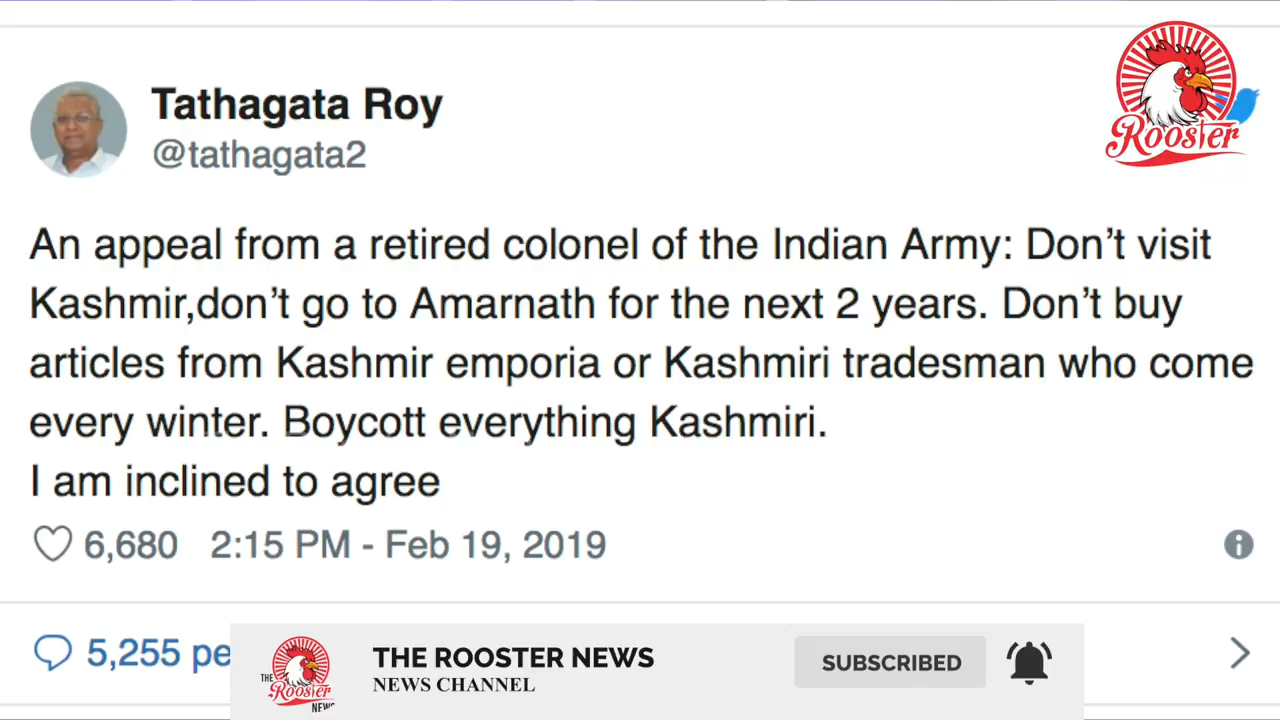 Tathagata Roy
@tathagata2
Rooster
An appeal from a retired colonel of the Indian Army: Don't visit
Kashmir,don't go to Amarnath for the next 2 years. Don't buy
articles from Kashmir emporia or Kashmiri tradesman who come
every winter. Boycott everything Kashmiri.
I am inclined to agree
6,680 2:15 PM - Feb 19, 2019
5,255 pe
THE
Rooster
NEWS
THE ROOSTER NEWS
NEWS CHANNEL
SUBSCRIBED